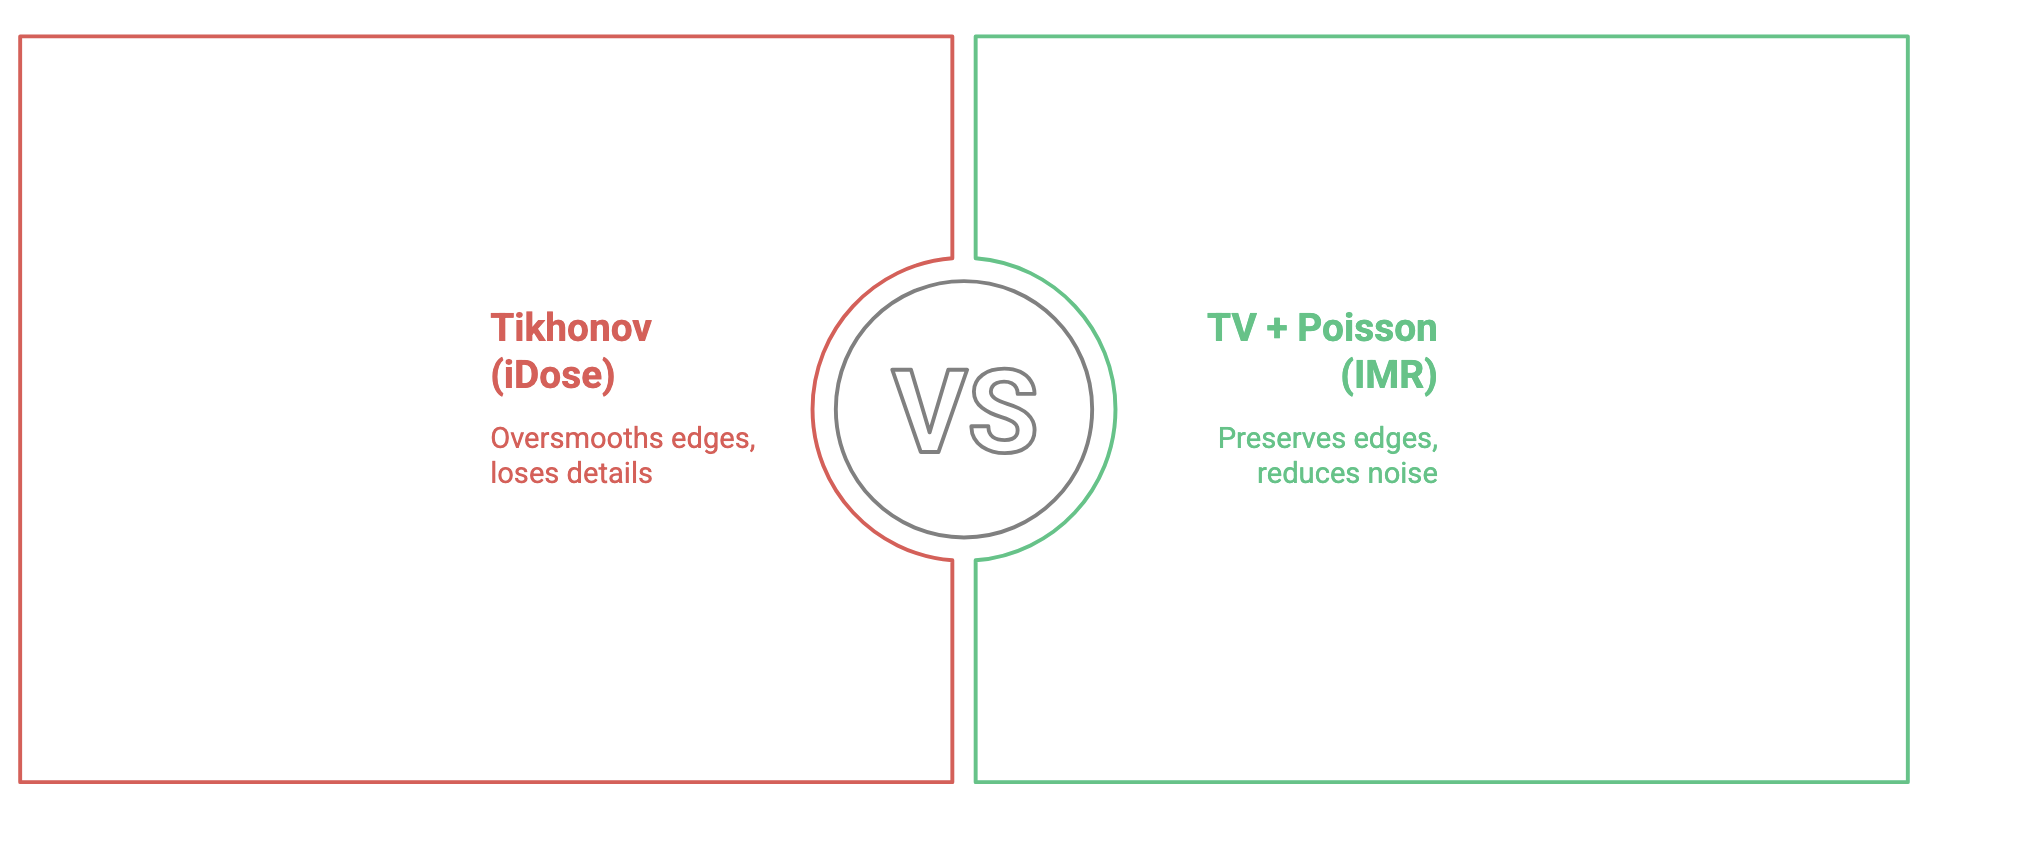 Tikhonov
(iDose)
Oversmooths edges,
loses details
VS
TV + Poisson
(IMR)
Preserves edges,
reduces noise